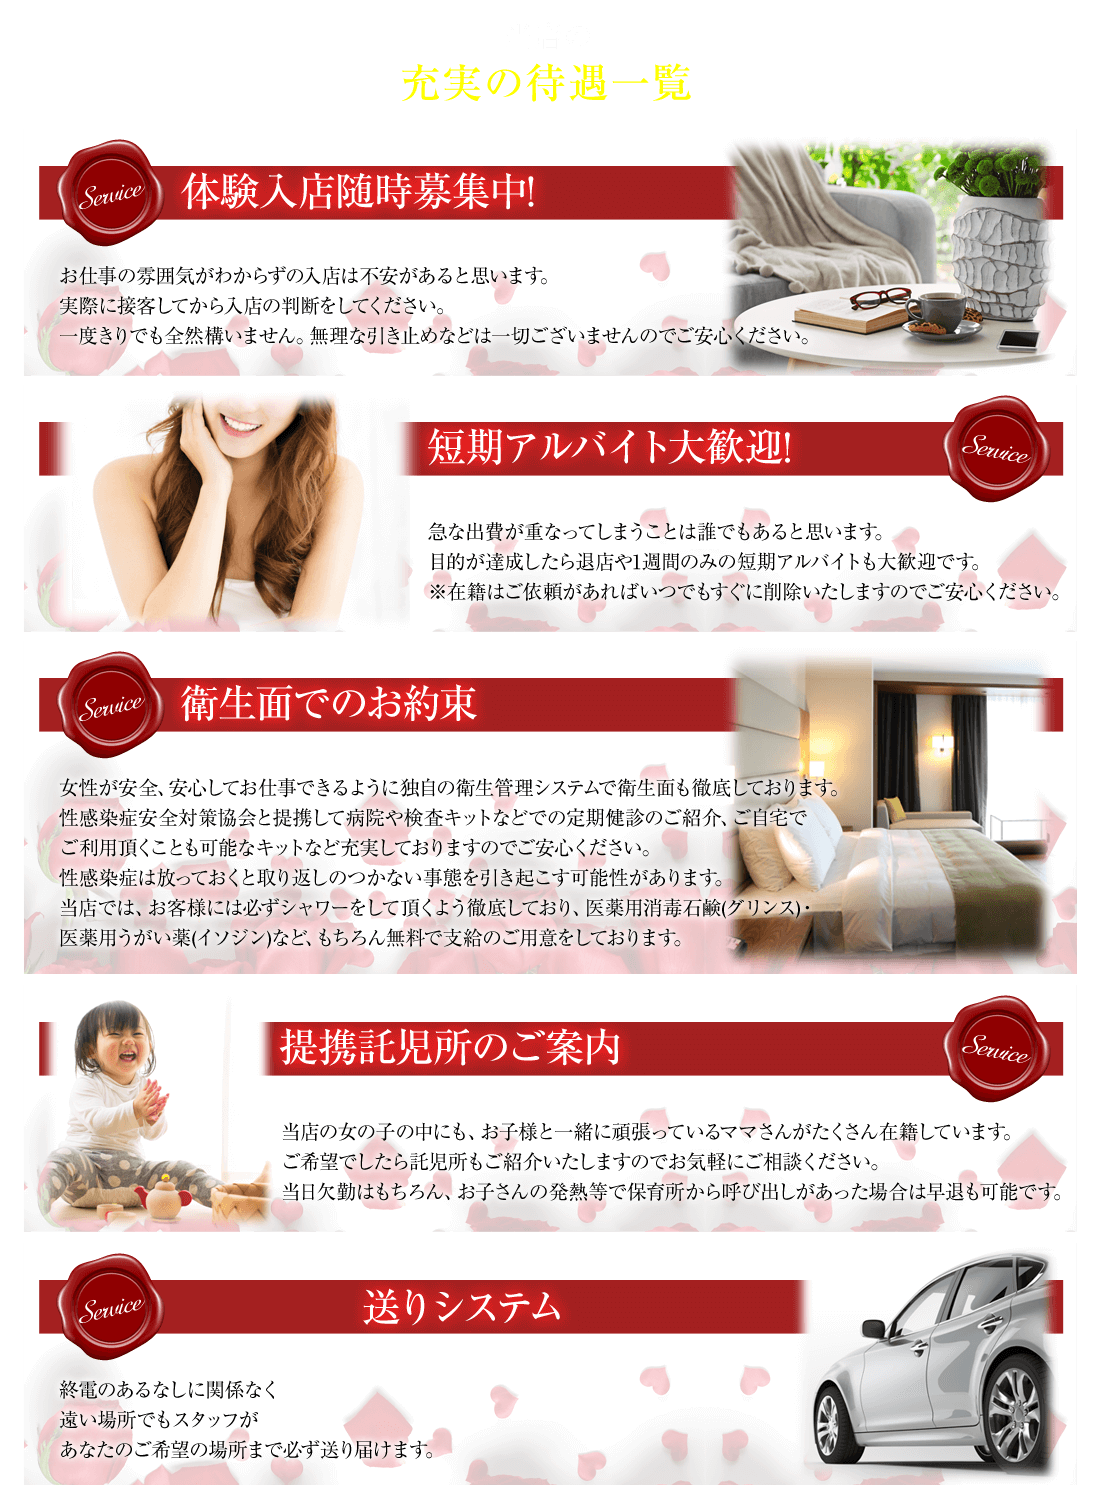 充実の待遇一覧
Service
体験入店随時募集中!
お仕事の雰囲気がわからずの入店は不安があると思います。
実際に接客してから入店の判断をしてください。
一度きりでも全然構いません。無理な引き止めなどは一切ございませんのでご安心ください。
短期アルバイト大歓迎!
Service
急な出費が重なってしまうことは誰でもあると思います。
目的が達成したら退店や1週間のみの短期アルバイトも大歓迎です。
※在籍はご依頼があればいつでもすぐに削除いたしますのでご安心ください。
Service
衛生面でのお約束
女性が安全、安心してお仕事できるように独自の衛生管理システムで衛生面も徹底しております。
性感染症安全対策協会と提携して病院や検査キットなどでの定期健診のご紹介、ご自宅で
ご利用頂くことも可能なキットなど充実しておりますのでご安心ください。
性感染症は放っておくと取り返しのつかない事態を引き起こす可能性があります。
当店では、お客様には必ずシャワーをして頂くよう徹底しており、医薬用消毒石鹸(グリンス)・
医薬用うがい薬(イソジン)など、もちろん無料で支給のご用意をしております。
提携託児所のご案内
Service
当店の女の子の中にも、お子様と一緒に頑張っているママさんがたくさん在籍しています。
ご希望でしたら託児所もご紹介いたしますのでお気軽にご相談ください。
当日欠勤はもちろん、お子さんの発熱等で保育所から呼び出しがあった場合は早退も可能です。
Service
送りシステム
終電のあるなしに関係なく
遠い場所でもスタッフが
あなたのご希望の場所まで必ず送り届けます。